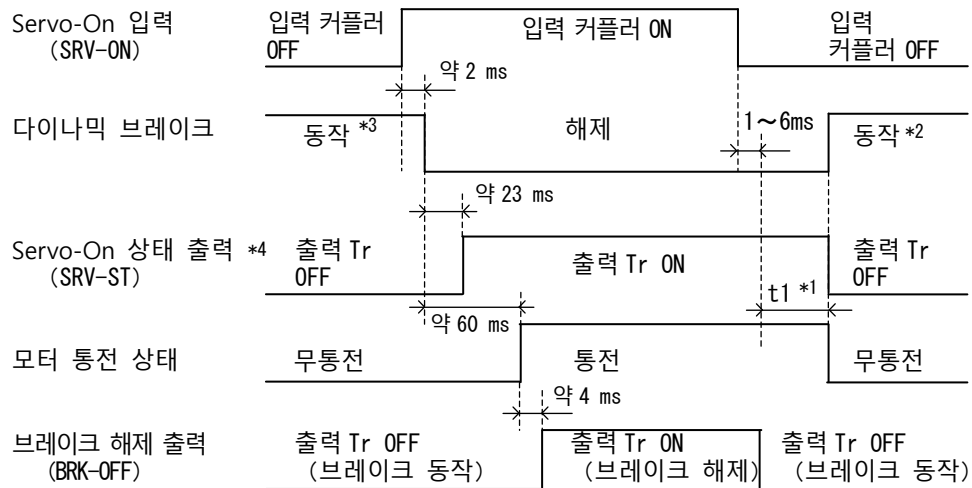 Servo-On 입력
(SRV-ON)
입력 커플러
OFF
입력 커플러 ON
입력
커플러 OFF
약 2 ms
다이나믹 브레이크
동작 *3
해제
1～6ms
동작 *2
약 23 ms
Servo-On 상태 출력 *4
(SRV-ST)
출력 Tr
OFF
출력 Tr ON
출력 Tr
OFF
t1 *1
약 60 ms
모터 통전 상태
무통전
통전
무통전
약 4 ms
브레이크 해제 출력
(BRK-OFF)
출력 Tr OFF
(브레이크 동작)
출력 Tr ON
(브레이크 해제)
출력 Tr OFF
(브레이크 동작)